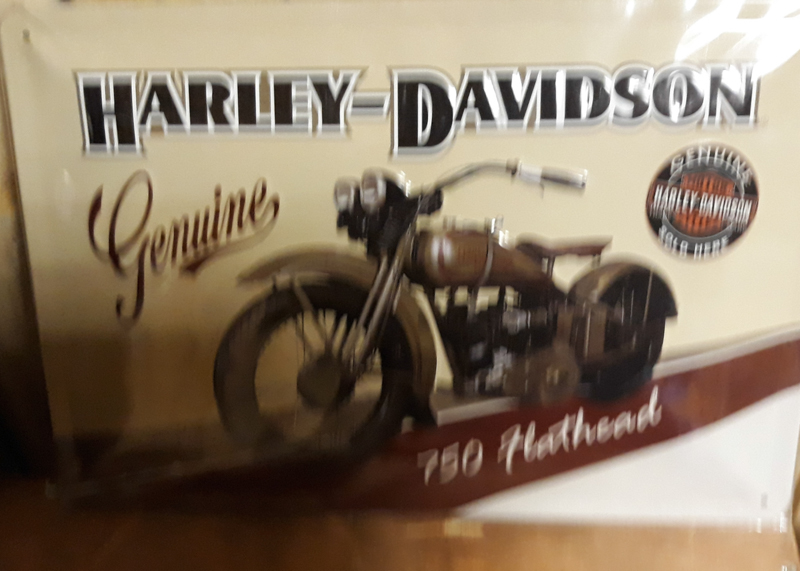 HARLEY-DAVIDSON
Genuine
GENUINE
HARLEY-DAVIDSON
SOLD HERE
750 Flathead